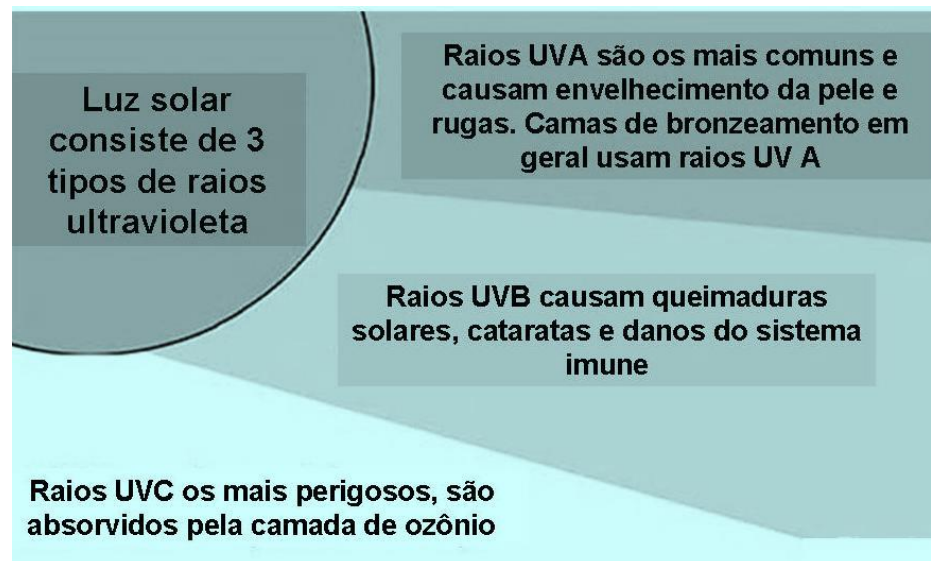 Luz solar
consiste de 3
tipos de raios
ultravioleta
Raios UVA são os mais comuns e
causam envelhecimento da pele e
rugas. Camas de bronzeamento em
geral usam raios UV A
Raios UVB causam queimaduras
solares, cataratas e danos do sistema
imune
Raios UVC os mais perigosos, são
absorvidos pela camada de ozônio